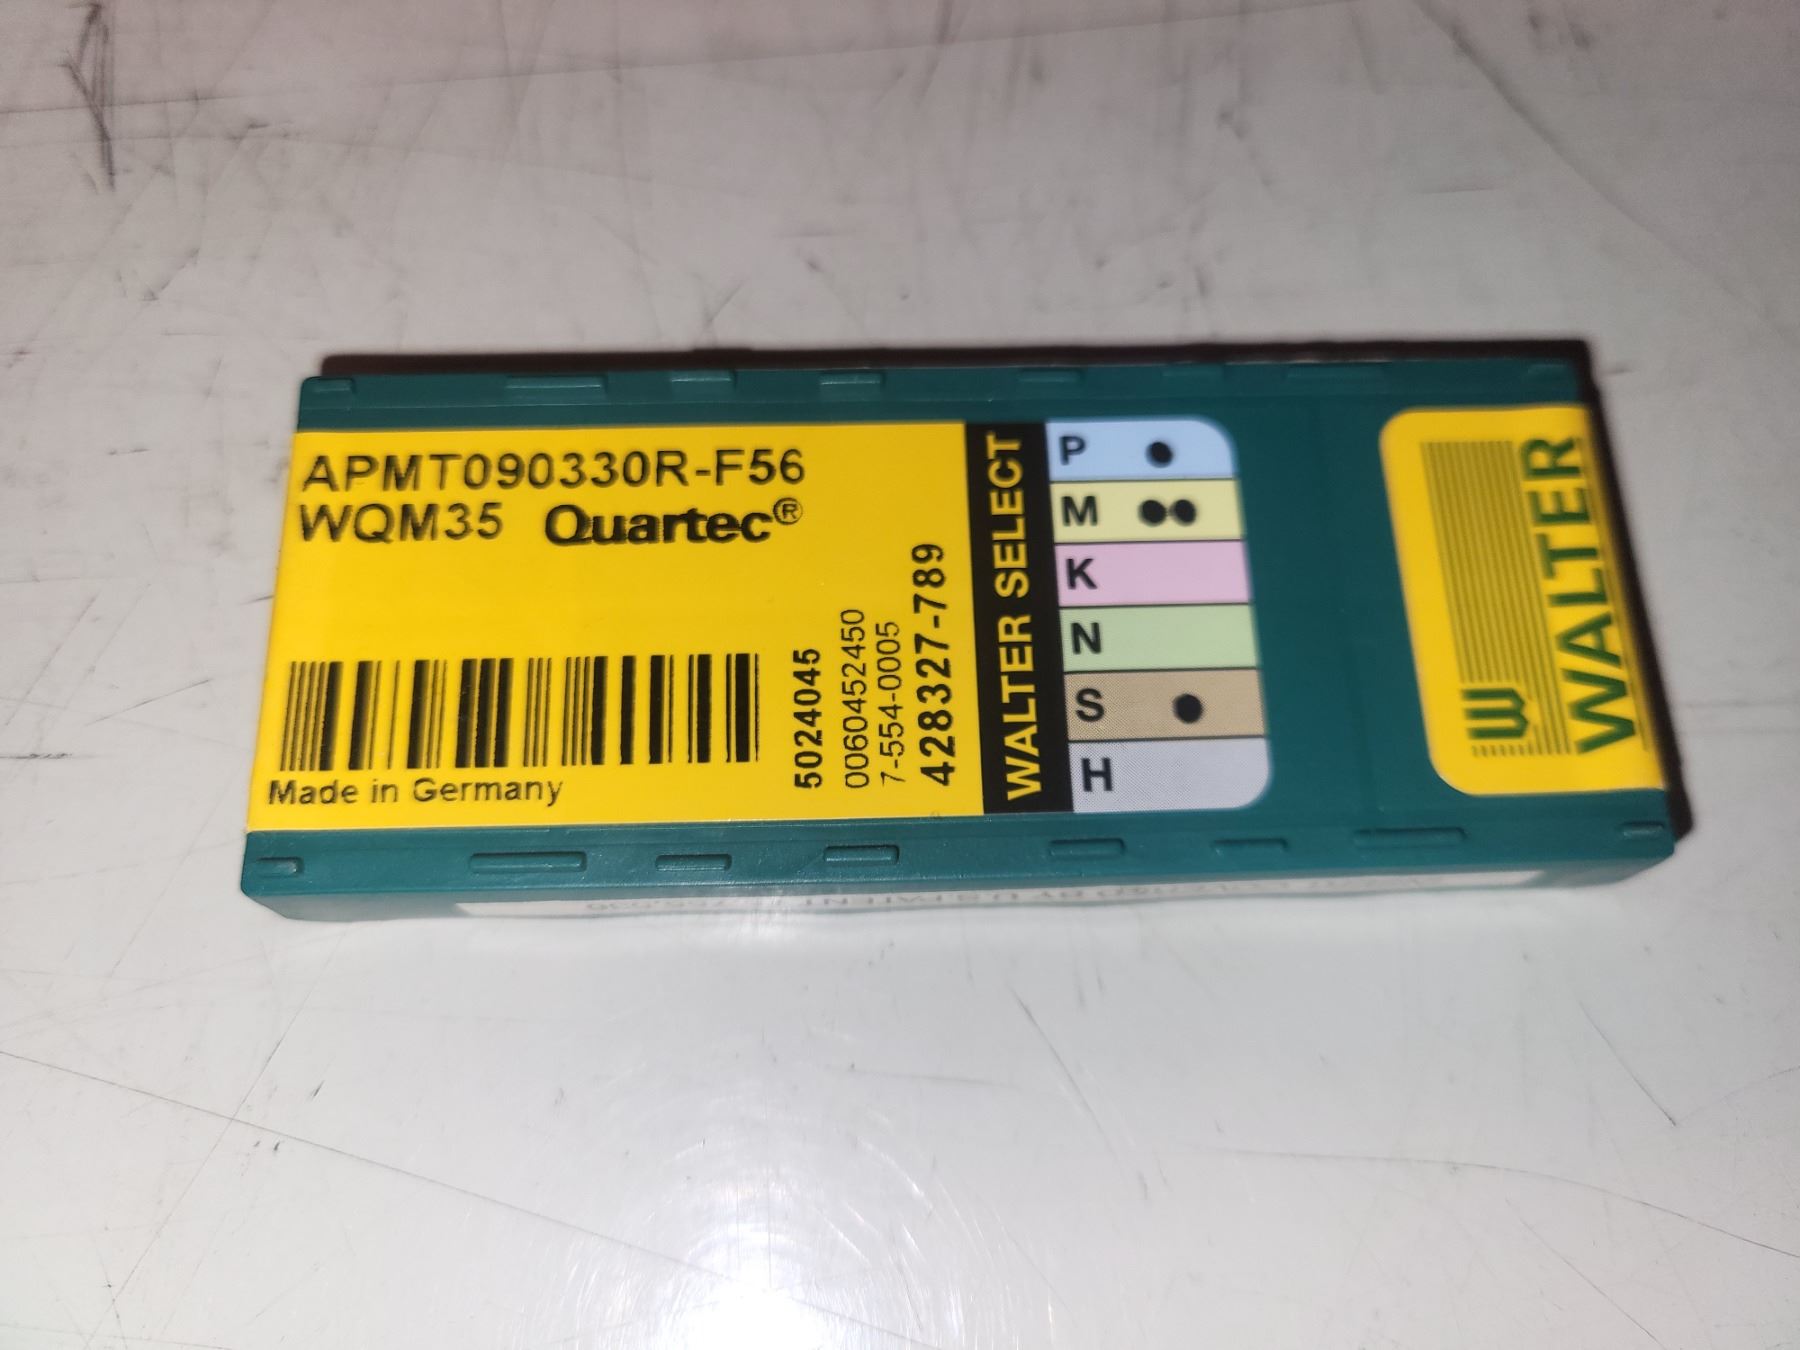 APMT090330R-F56
WQM35 Quartec®
Made in Germany
5024045
0060452450
7-554-0005
428327-789
WALTER SELECT
P
M
K
N
S
H
WALTER